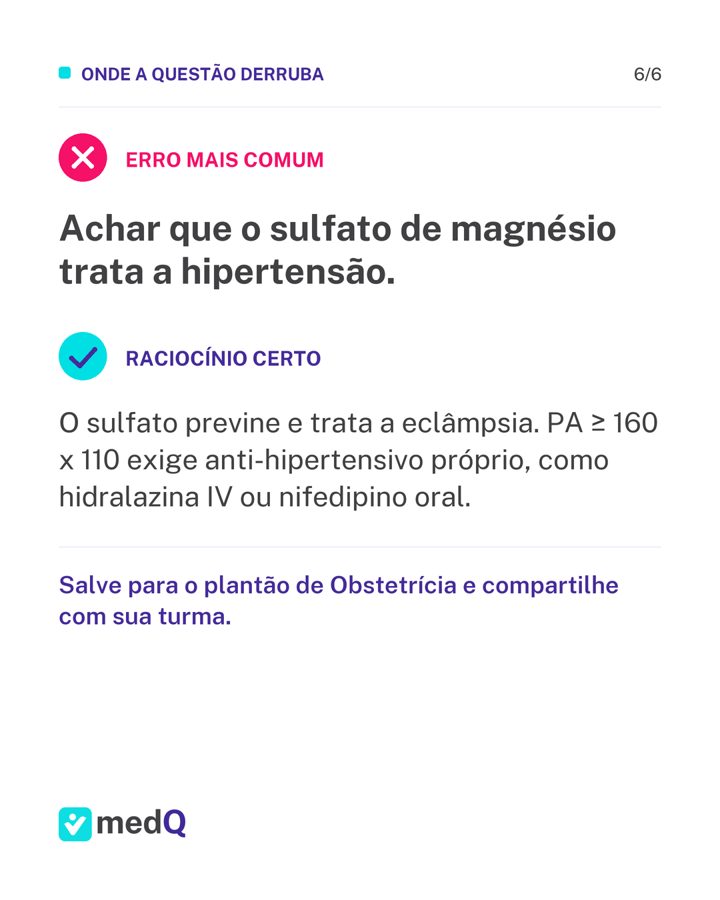 ONDE A QUESTÃO DERRUBA
6/6
ERRO MAIS COMUM
Achar que o sulfato de magnésio
trata a hipertensão.
RACIOCÍNIO CERTO
O sulfato previne e trata a eclâmpsia. PA ≥ 160
x 110 exige anti-hipertensivo próprio, como
hidralazina IV ou nifedipino oral.
Salve para o plantão de Obstetrícia e compartilhe
com sua turma.
medQ